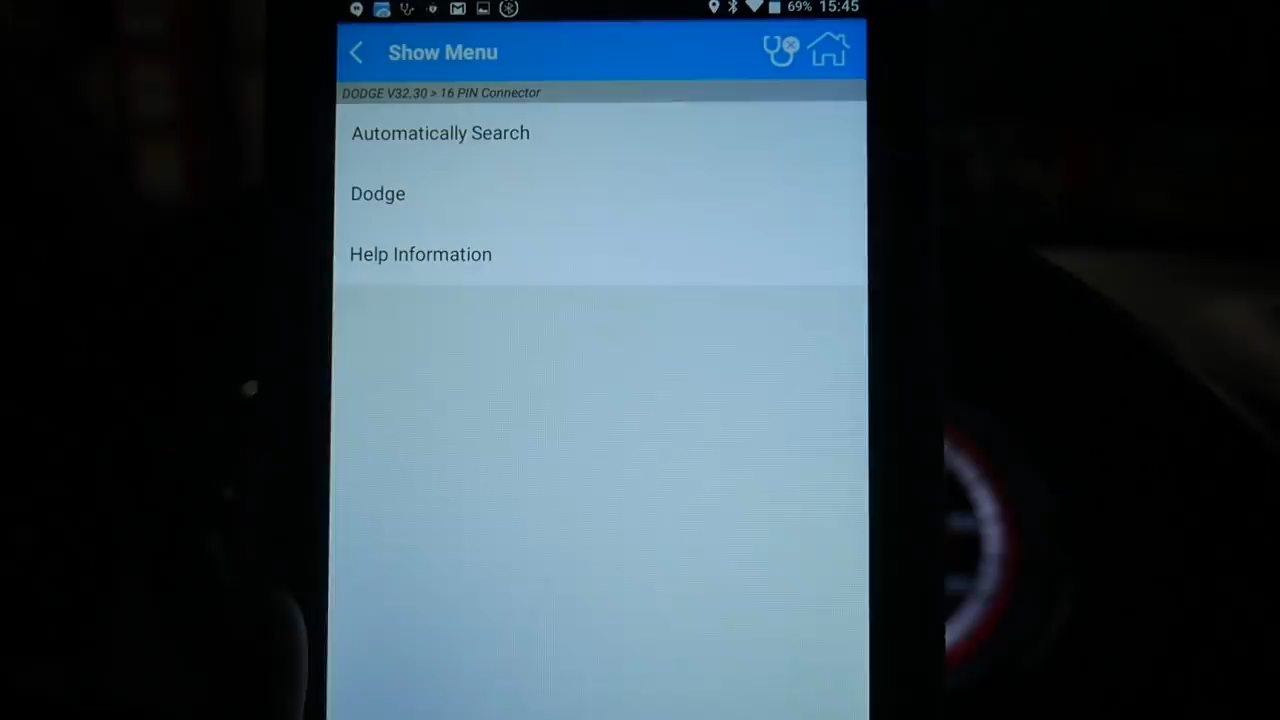 69% 15:45
Show Menu
DODGE V32.30 > 16 PIN Connector
Automatically Search
Dodge
Help Information